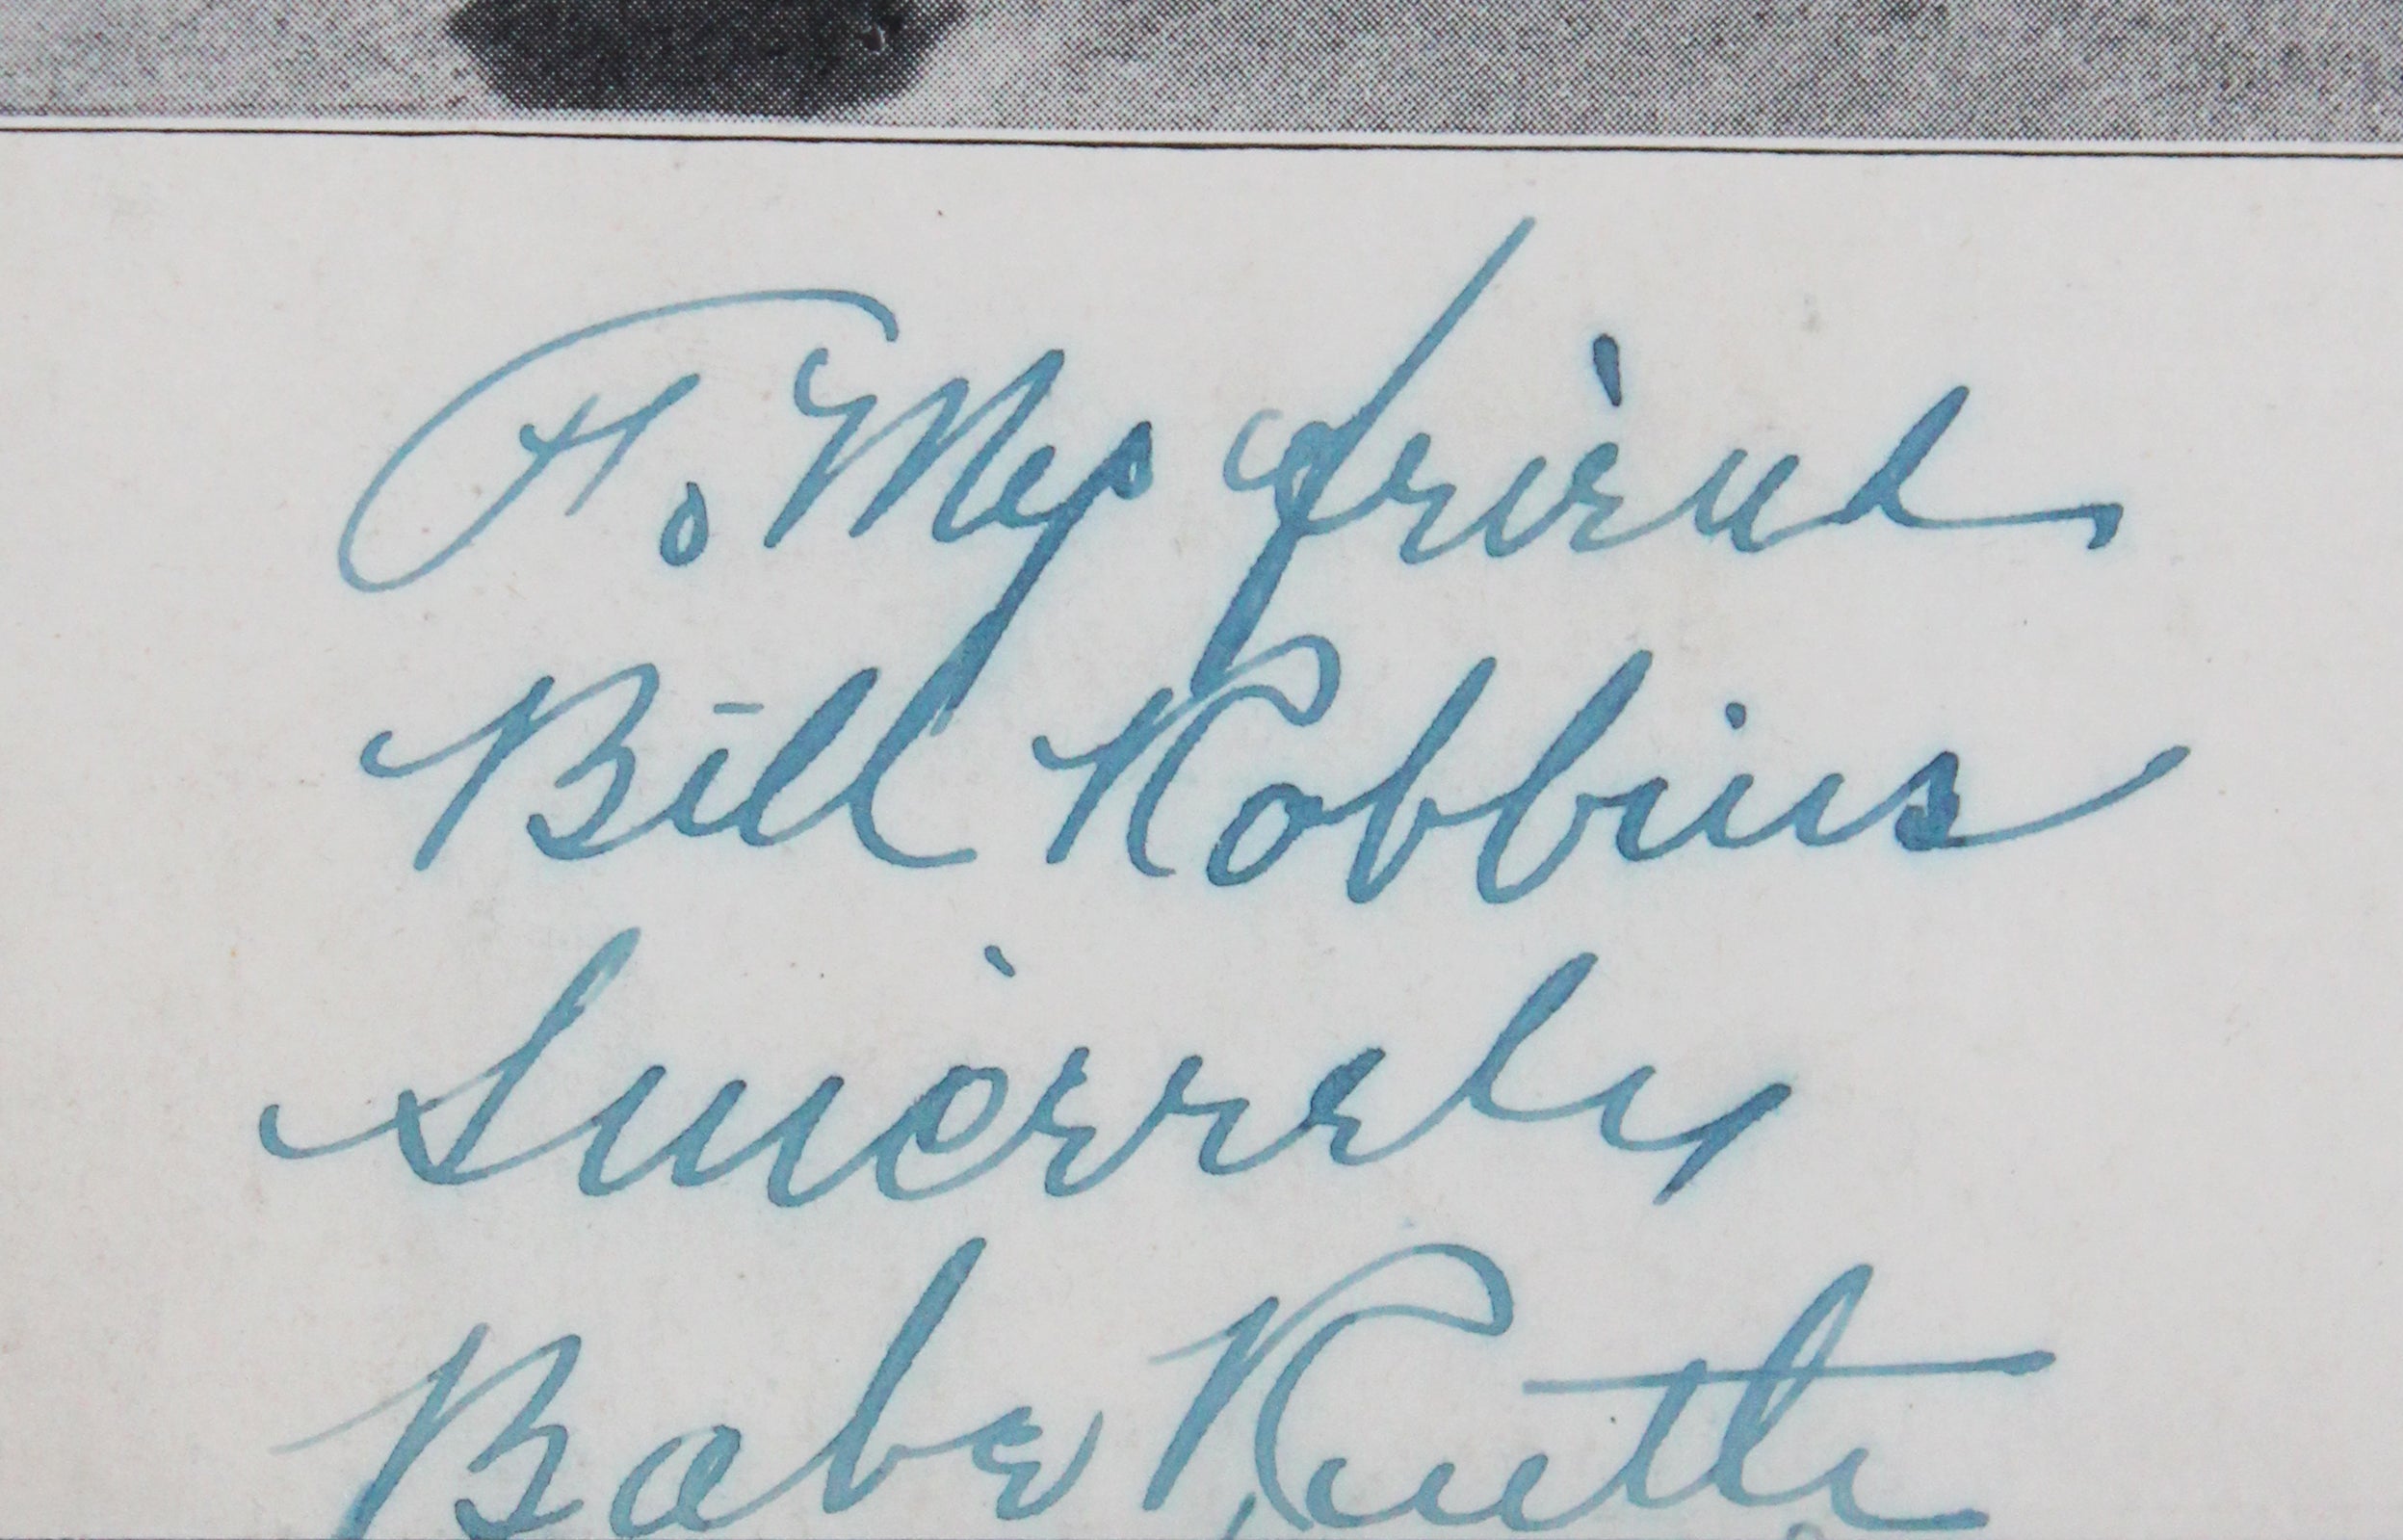 To My friend
Bill Robbins
Sincerely
Babe Ruth